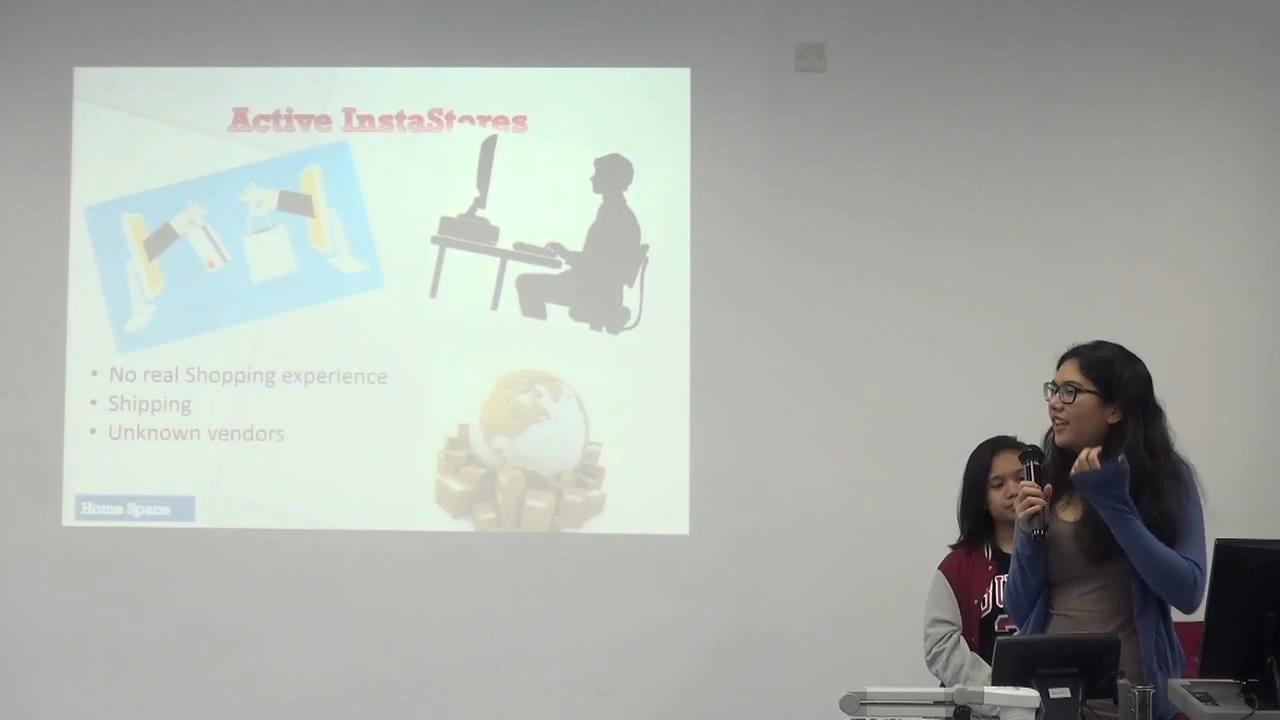 Active InstaStores
• No real Shopping experience
• Shipping
• Unknown vendors
Home Space